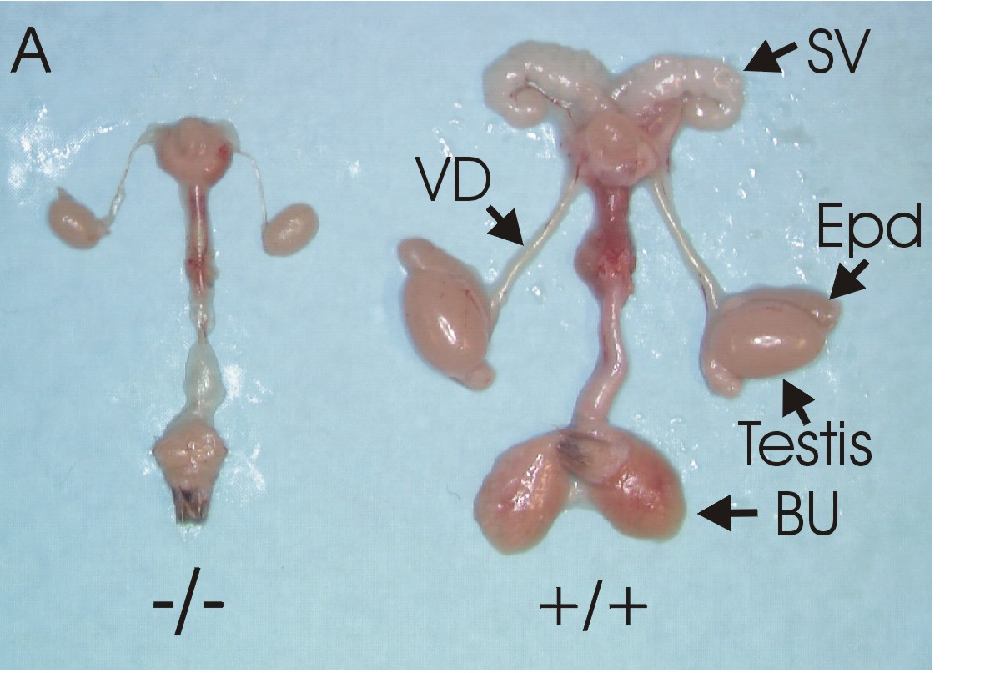 A
SV
VD
Epd
Testis
BU
-/-
+/+